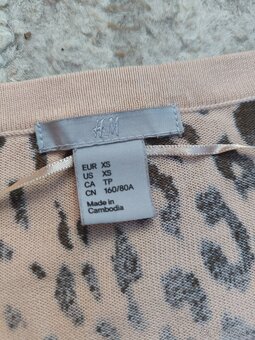 H&M
EUR XS
US XS
CA TP
CN 160/80A
Made in
Cambodia